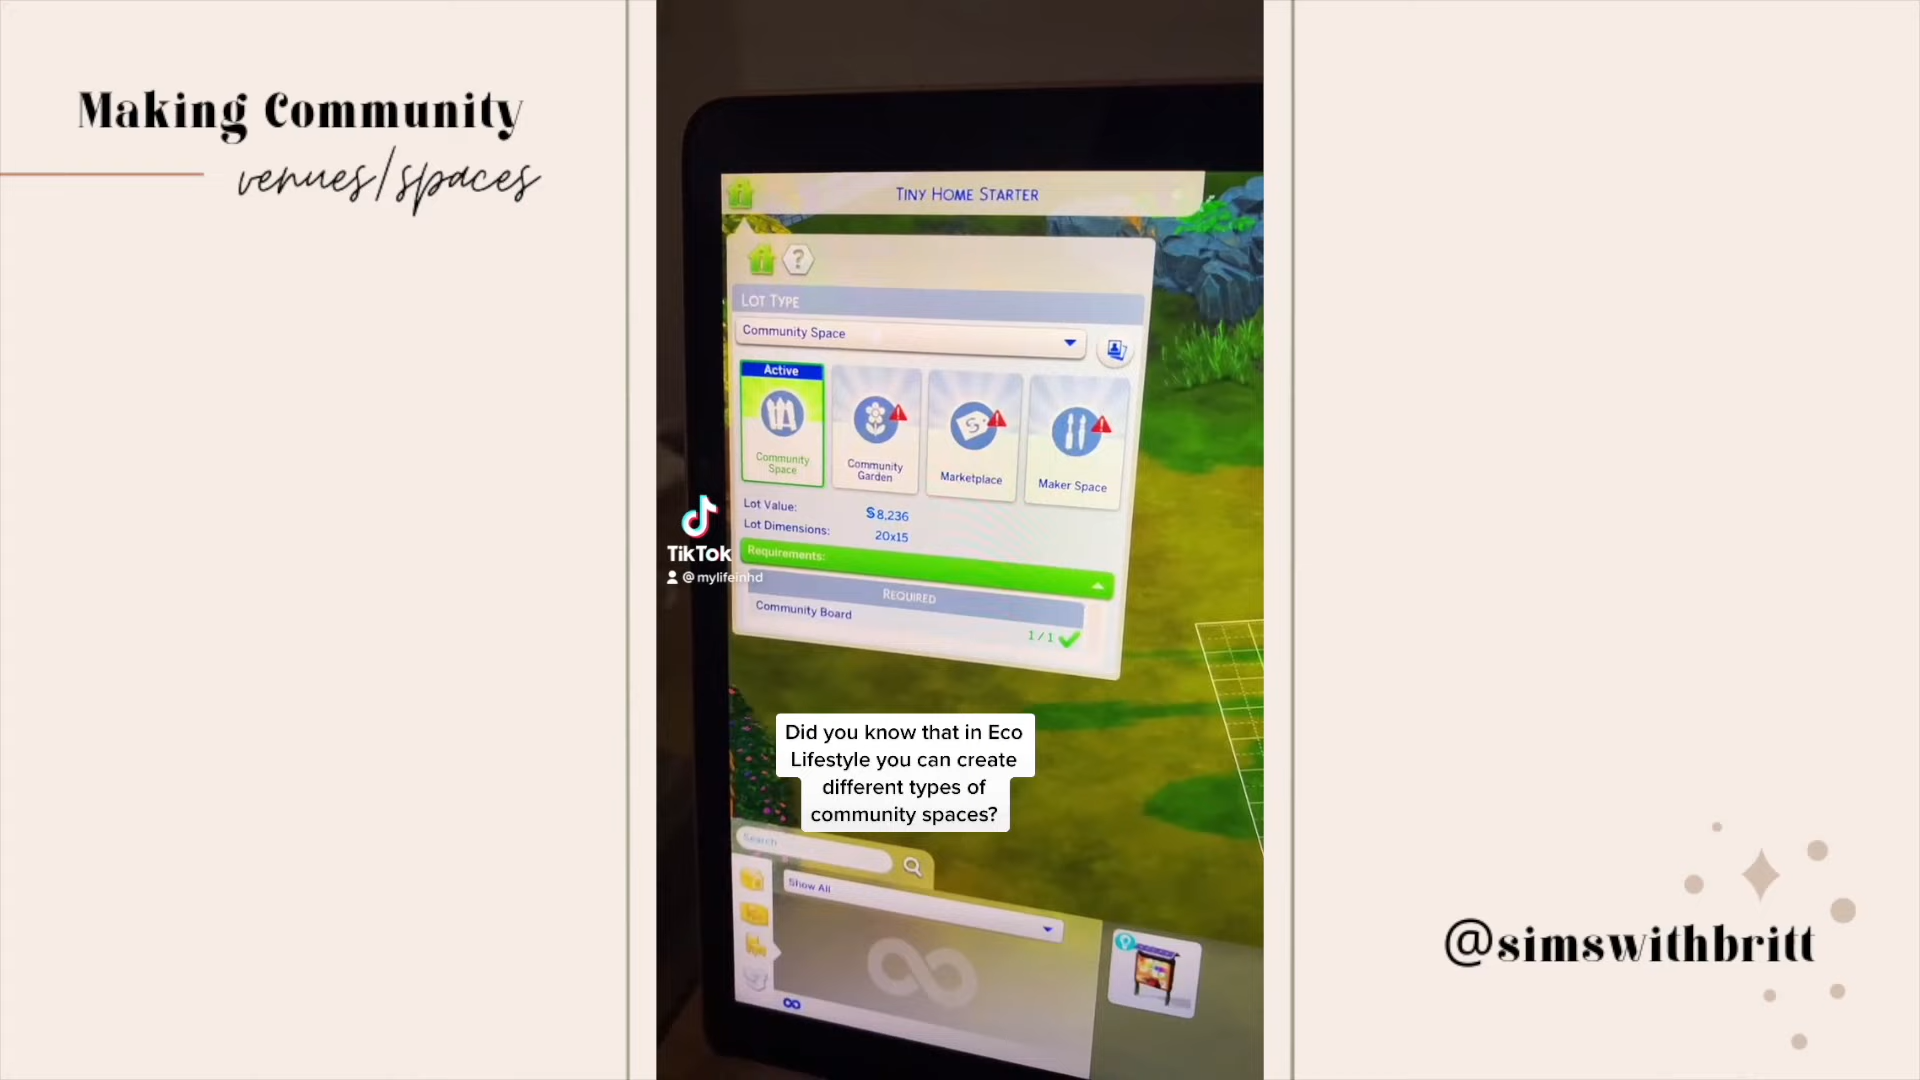 Making Community
venues/spaces
TINY HOME STARTER
?
LOT TYPE
Community Space
Active
Community
Space
Community
Garden
Marketplace
Maker Space
Lot Value:
$8,236
Lot Dimensions:
20x15
Requirements:
REQUIRED
Community Board
1/1
TikTok
@mylifeinhd
Did you know that in Eco
Lifestyle you can create
different types of
community spaces?
Search
Show All
@simswithbritt